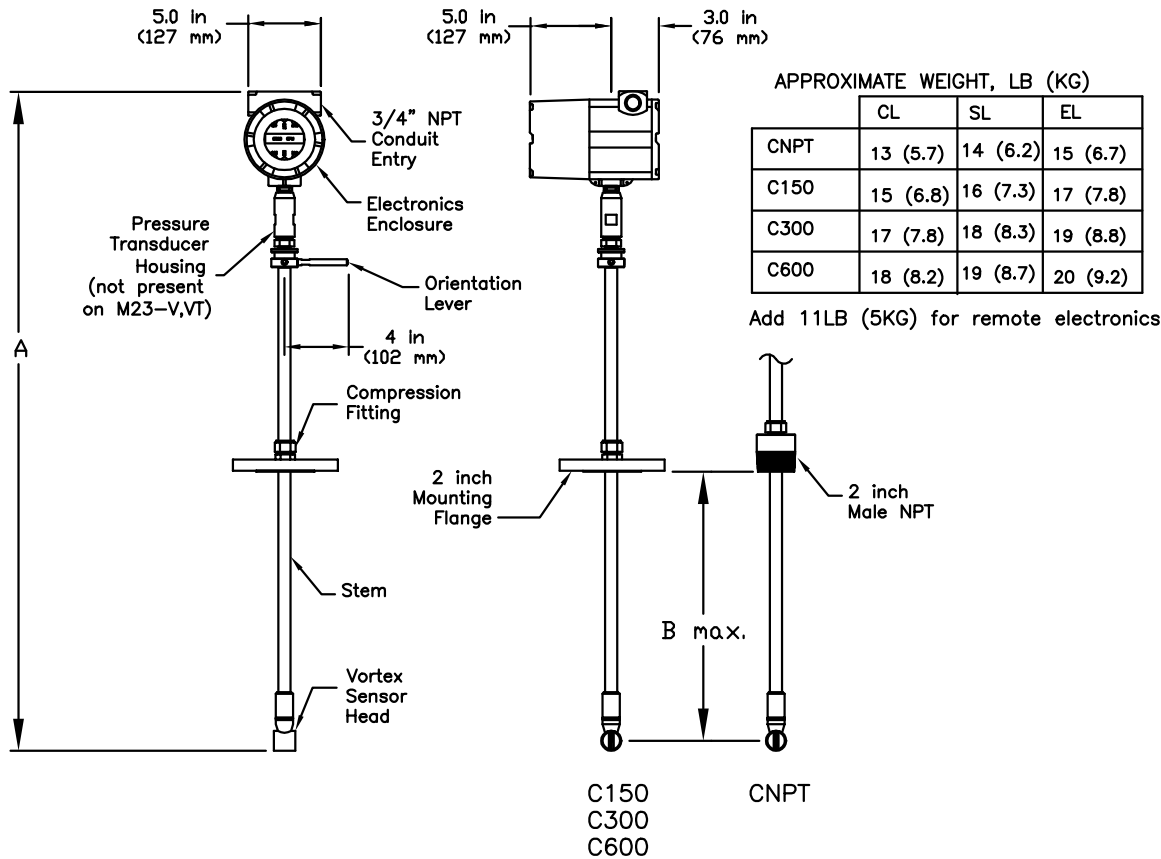 5.0 in
(127 mm)
5.0 in
(127 mm)
3.0 in
(76 mm)
3/4" NPT
Conduit
Entry
Electronics
Enclosure
Pressure
Transducer
Housing
(not present
on M23-V,VT)
Orientation
Lever
A
4 in
(102 mm)
Compression
Fitting
2 inch
Mounting
Flange
Stem
Vortex
Sensor
Head
B max.
2 inch
Male NPT
C150
C300
C600
CNPT
APPROXIMATE WEIGHT, LB (KG)
CL SL EL
CNPT 13 (5.7) 14 (6.2) 15 (6.7)
C150 15 (6.8) 16 (7.3) 17 (7.8)
C300 17 (7.8) 18 (8.3) 19 (8.8)
C600 18 (8.2) 19 (8.7) 20 (9.2)
Add 11LB (5KG) for remote electronics